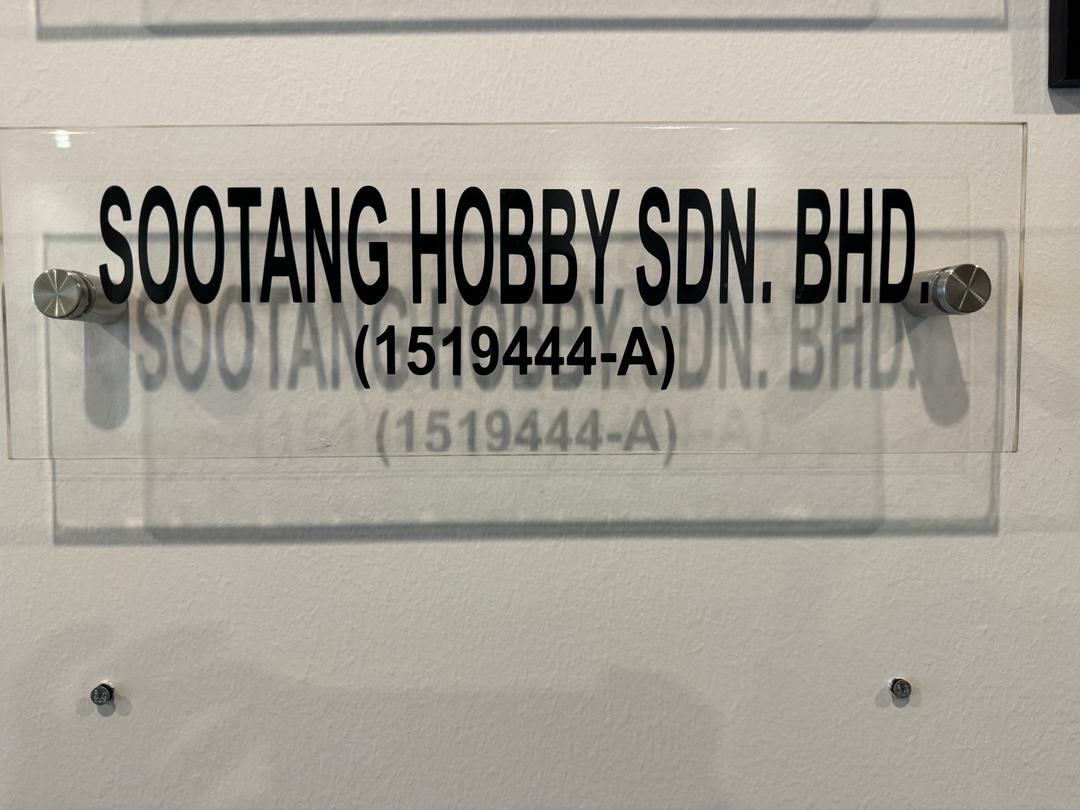 SOOTANG HOBBY SDN. BHD.
(1519444-A)